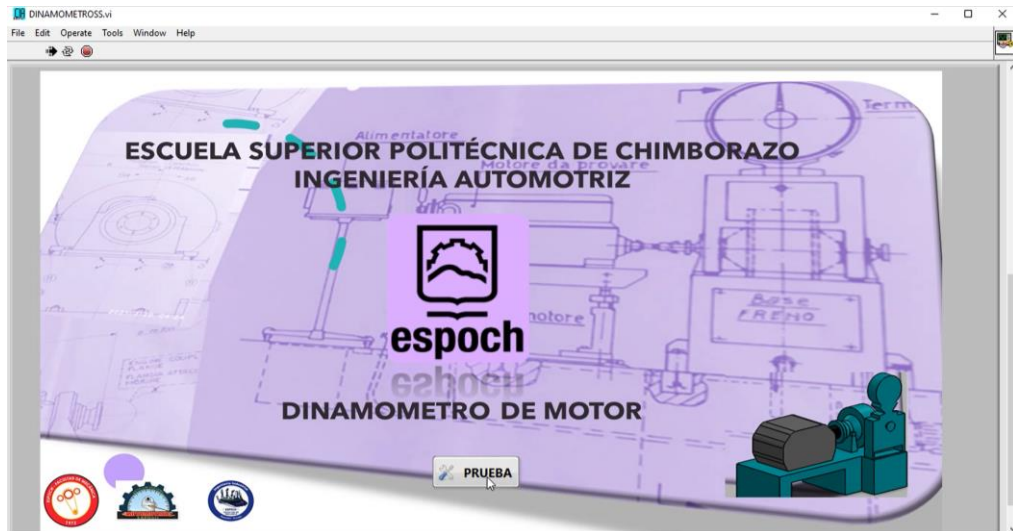 DINAMOMETROSS.vi
File Edit Operate Tools Window Help
Alimentatore
Term
ESCUELA SUPERIOR POLITÉCNICA DE CHIMBORAZO
Motore da provare
INGENIERÍA AUTOMOTRIZ
espoch
motore
Base
FRENO
DINAMOMETRO DE MOTOR
PRUEBA